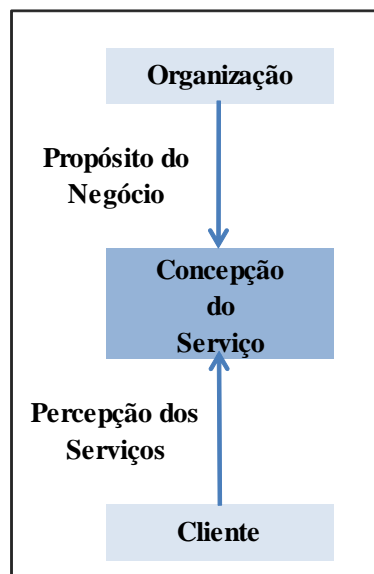 Organização
Propósito do
Negócio
Concepção
do
Serviço
Percepção dos
Serviços
Cliente